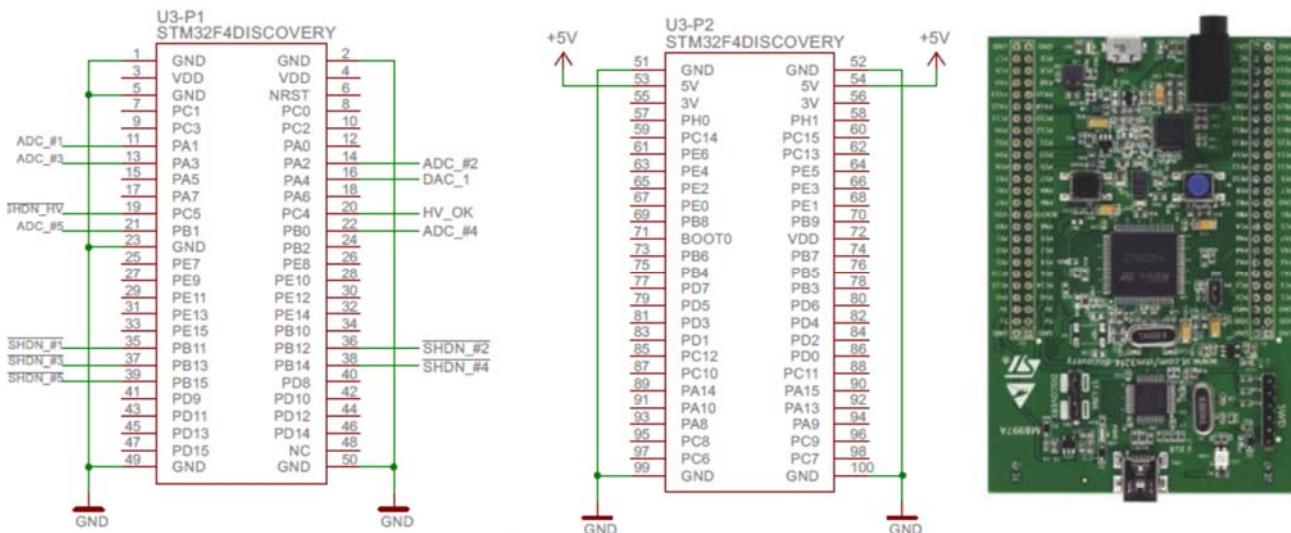 U3-P1
STM32F4DISCOVERY
1 GND GND 2
3 VDD VDD 4
5 GND NRST 6
7 PC1 PC0 8
9 PC3 PC2 10
ADC_#1 11 PA1 PA0 12
ADC_#3 13 PA3 PA2 14 ADC_#2
15 PA5 PA4 16 DAC_1
17 PA7 PA6 18
SHDN_HV 19 PC5 PC4 20 HV_OK
ADC_#5 21 PB1 PB0 22 ADC_#4
23 GND PB2 24
25 PE7 PE8 26
27 PE9 PE10 28
29 PE11 PE12 30
31 PE13 PE14 32
33 PE15 PB10 34
SHDN_#1 35 PB11 PB12 36 SHDN_#2
SHDN_#3 37 PB13 PB14 38 SHDN_#4
SHDN_#5 39 PB15 PD8 40
41 PD9 PD10 42
43 PD11 PD12 44
45 PD13 PD14 46
47 PD15 NC 48
49 GND GND 50
GND GND
U3-P2
STM32F4DISCOVERY
+5V +5V
51 GND GND 52
53 5V 5V 54
55 3V 3V 56
57 PH0 PH1 58
59 PC14 PC15 60
61 PE6 PC13 62
63 PE4 PE5 64
65 PE2 PE3 66
67 PE0 PE1 68
69 PB8 PB9 70
71 BOOT0 VDD 72
73 PB6 PB7 74
75 PB4 PB5 76
77 PD7 PB3 78
79 PD5 PD6 80
81 PD3 PD4 82
83 PD1 PD2 84
85 PC12 PD0 86
87 PC10 PC11 88
89 PA14 PA15 90
91 PA10 PA13 92
93 PA8 PA9 94
95 PC8 PC9 96
97 PC6 PC7 98
99 GND GND 100
GND GND
www.st.com/stm32f4-discovery
ST-LINK
DISCOVERY
SWD
MB997A